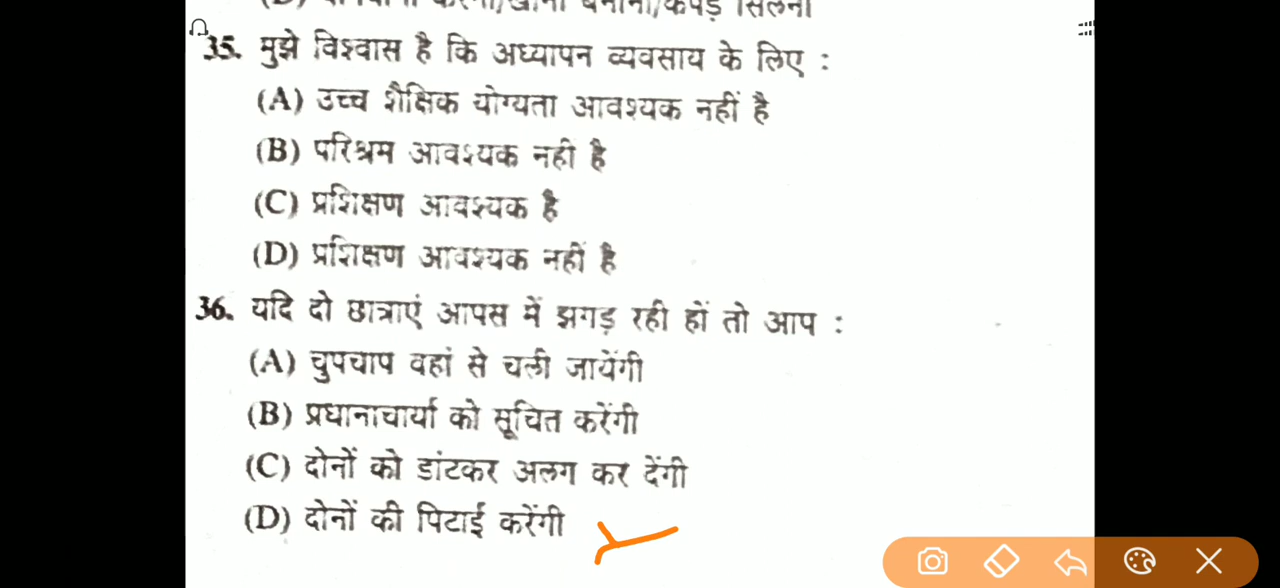 35. मुझे विश्वास है कि अध्यापन व्यवसाय के लिए :
(A) उच्च शैक्षिक योग्यता आवश्यक नहीं है
(B) परिश्रम आवश्यक नही है
(C) प्रशिक्षण आवश्यक है
(D) प्रशिक्षण आवश्यक नहीं है
36. यदि दो छात्राएं आपस में झगड़ रही हों तो आप :
(A) चुपचाप वहां से चली जायेंगी
(B) प्रधानाचार्या को सूचित करेंगी
(C) दोनों को डांटकर अलग कर देंगी
(D) दोनों की पिटाई करेंगी